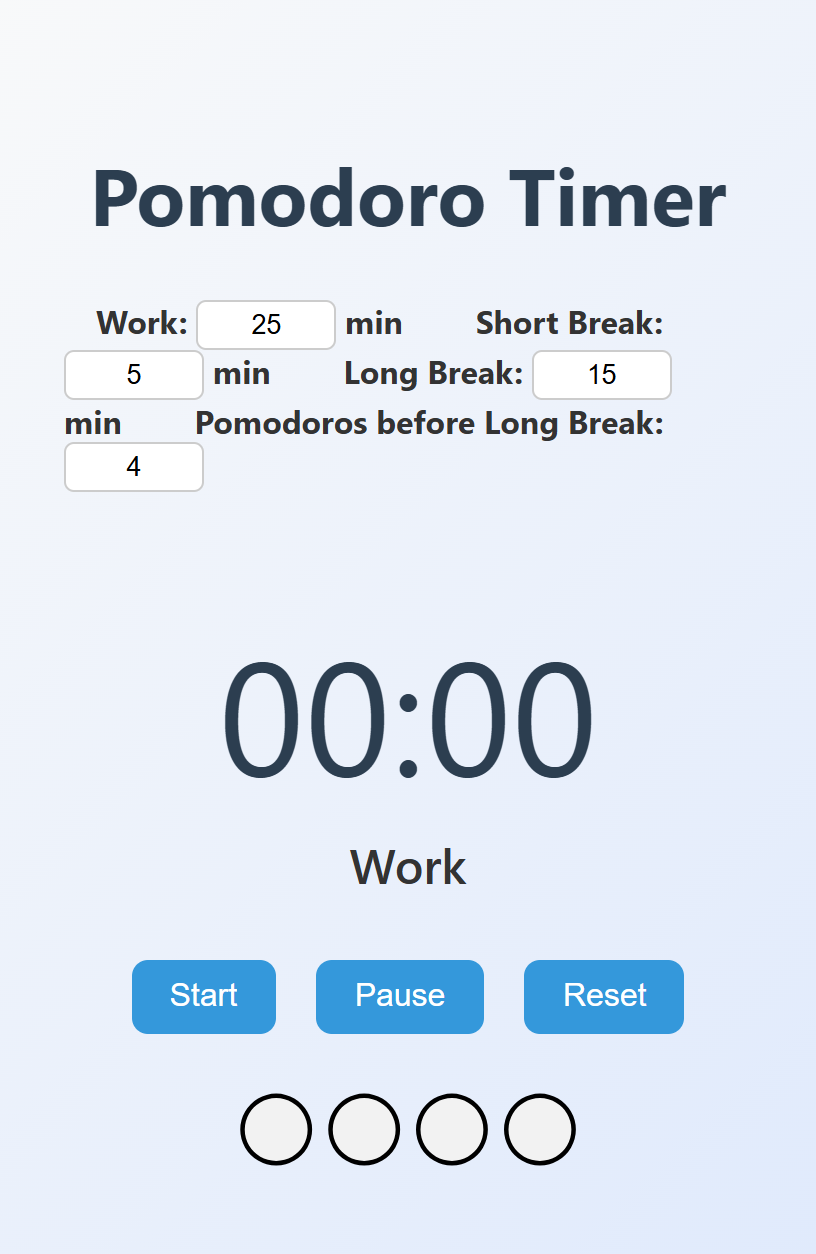 Pomodoro Timer
Work: 25 min Short Break:
5 min Long Break: 15
min Pomodoros before Long Break:
4
00:00
Work
Start Pause Reset